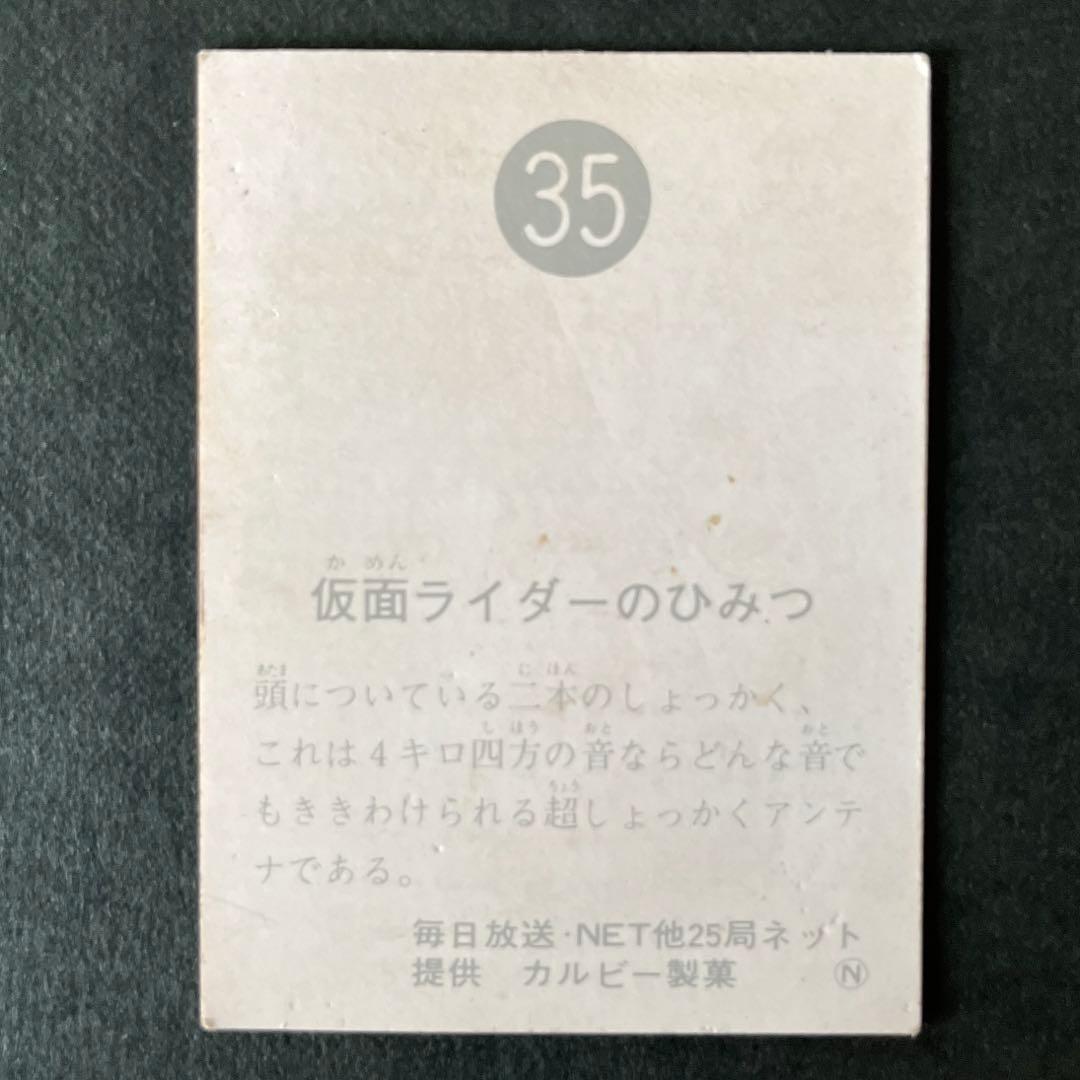 35
かめん
仮面ライダーのひみつ
あたま にほん
頭についている二本のしょっかく、
しほう おと おと
これは4キロ四方の音ならどんな音で
ちょう
もききわけられる超しょっかくアンテ
ナである。
毎日放送・NET他25局ネット
提供 カルビー製菓 Ⓝ